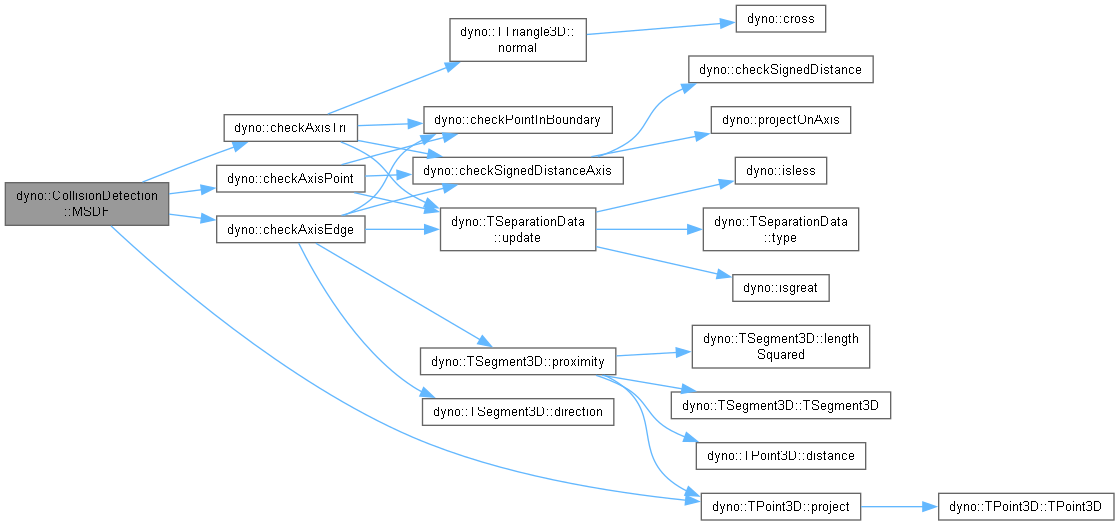 dyno::CollisionDetection
::MSDF
dyno::checkAxisTri
dyno::checkAxisPoint
dyno::checkAxisEdge
dyno::TTriangle3D::
normal
dyno::checkPointInBoundary
dyno::checkSignedDistanceAxis
dyno::TSeparationData
::update
dyno::TSegment3D::proximity
dyno::TSegment3D::direction
dyno::cross
dyno::checkSignedDistance
dyno::projectOnAxis
dyno::isless
dyno::TSeparationData
::type
dyno::isgreat
dyno::TSegment3D::length
Squared
dyno::TSegment3D::TSegment3D
dyno::TPoint3D::distance
dyno::TPoint3D::project
dyno::TPoint3D::TPoint3D